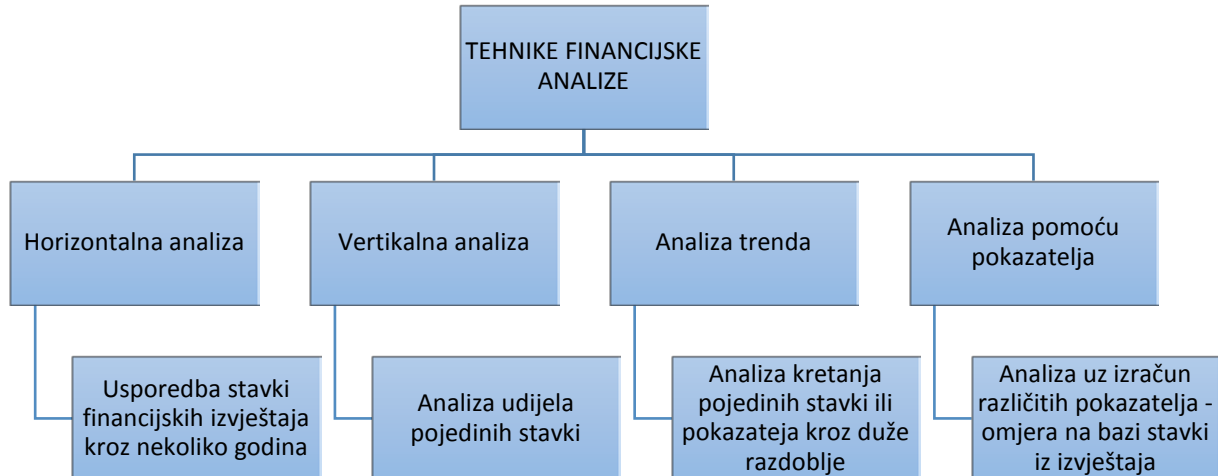 TEHNIKE FINANCIJSKE
ANALIZE
Horizontalna analiza
Vertikalna analiza
Analiza trenda
Analiza pomoću
pokazatelja
Usporedba stavki
financijskih izvještaja
kroz nekoliko godina
Analiza udijela
pojedinih stavki
Analiza kretanja
pojedinih stavki ili
pokazateja kroz duže
razdoblje
Analiza uz izračun
različitih pokazatelja -
omjera na bazi stavki
iz izvještaja